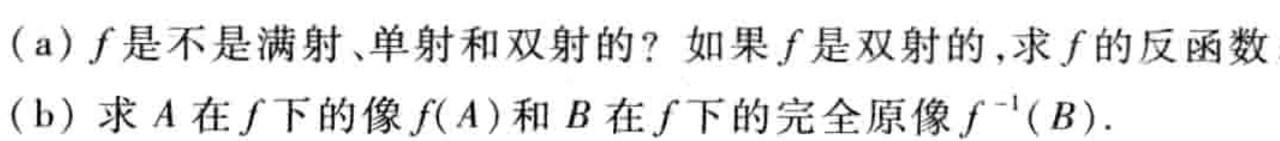 (a) f是不是满射、单射和双射的? 如果f是双射的,求f的反函数
(b) 求 A 在f下的像f(A)和 B 在f下的完全原像f⁻¹(B).